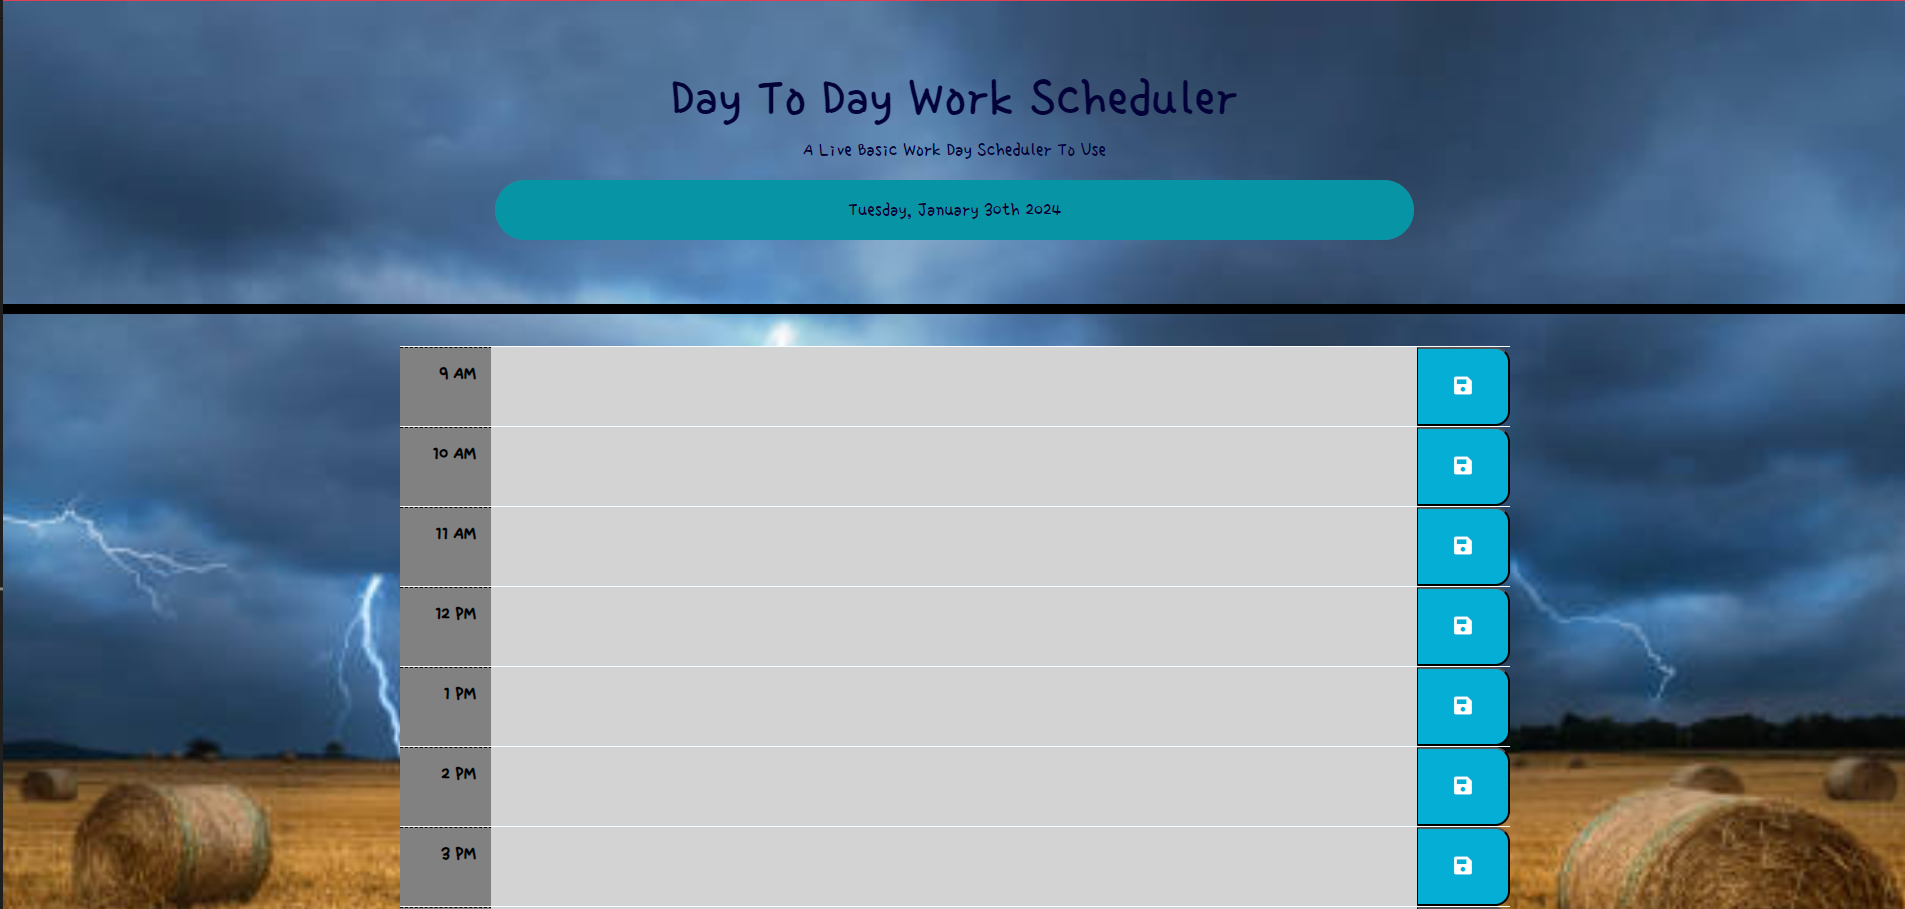 Day To Day Work Scheduler
A Live Basic Work Day Scheduler To Use
Tuesday, January 30th 2024
9 AM
10 AM
11 AM
12 PM
1 PM
2 PM
3 PM